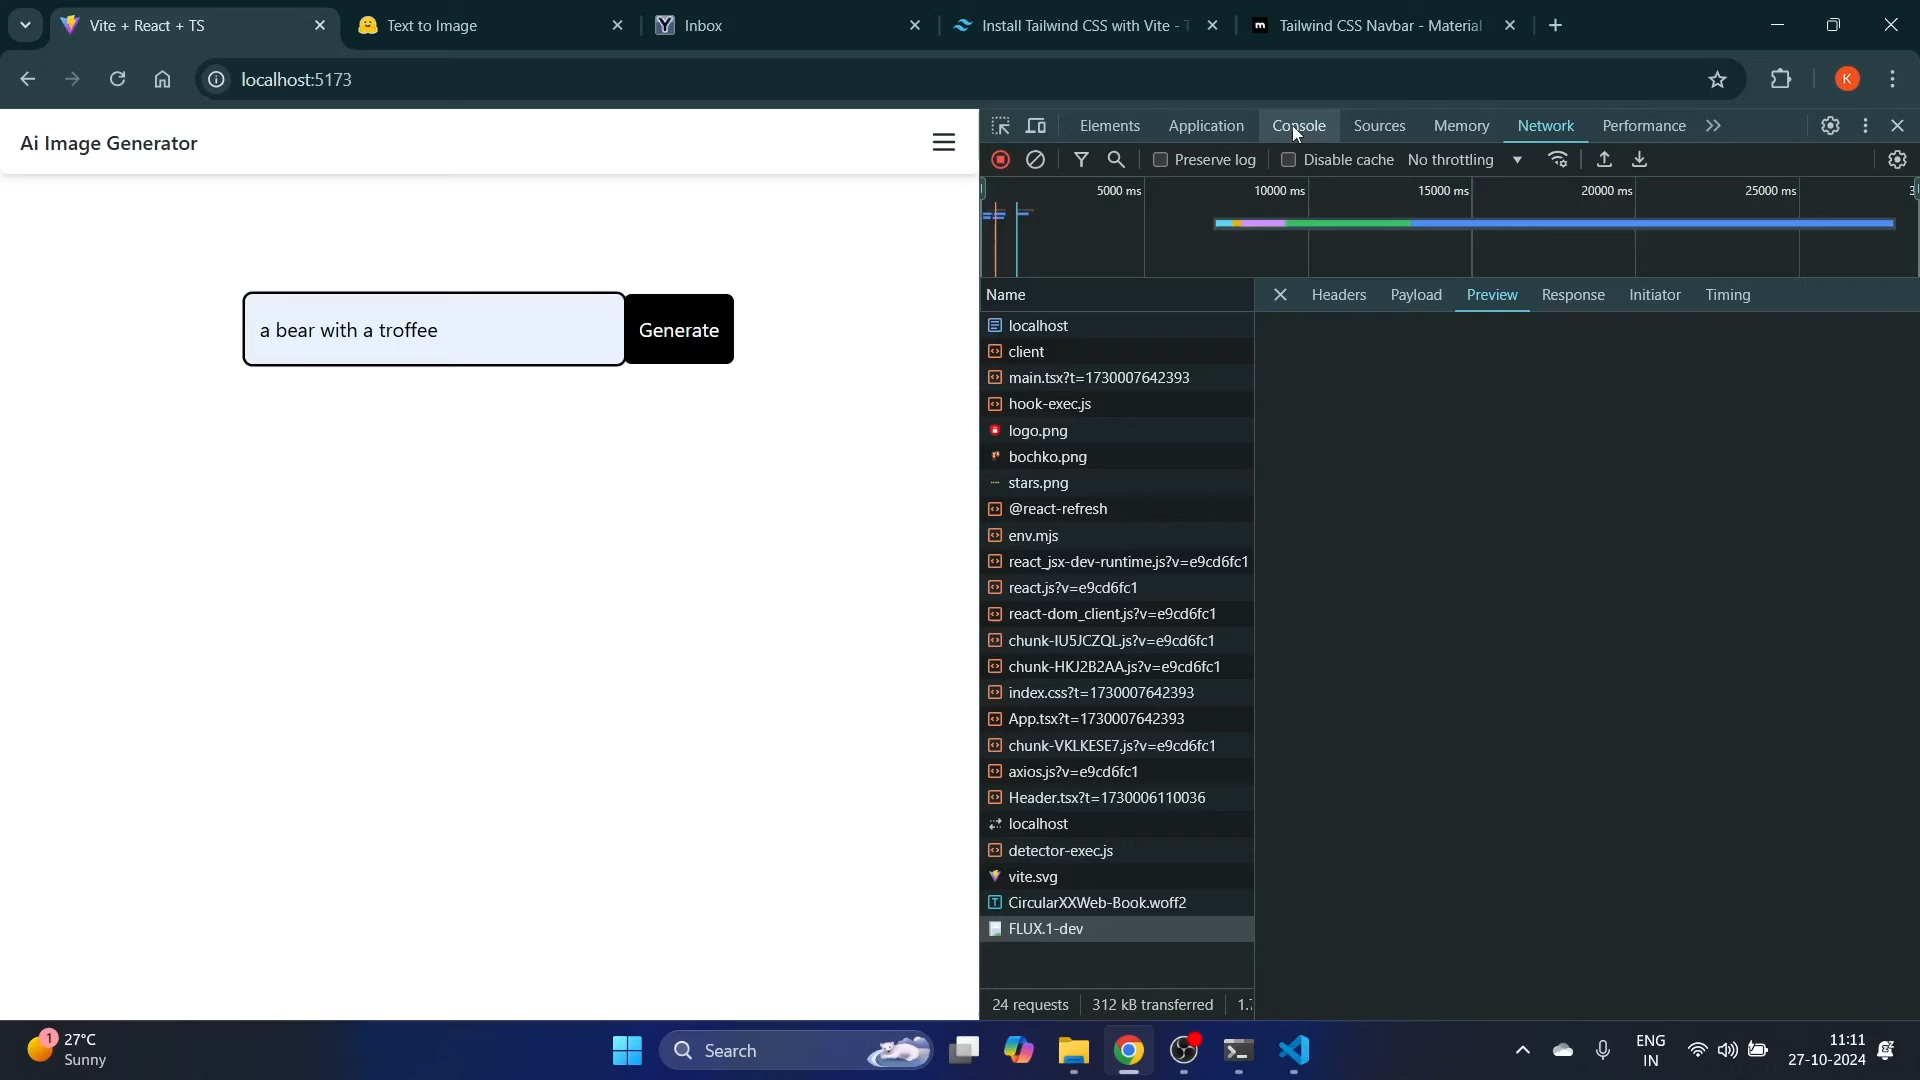 Vite + React + TS
Text to Image
Inbox
Install Tailwind CSS with Vite -
Tailwind CSS Navbar - Material
localhost:5173
K
Ai Image Generator
a bear with a troffee
Generate
Elements
Application
Console
Sources
Memory
Network
Performance
Preserve log
Disable cache
No throttling
5000 ms
10000 ms
15000 ms
20000 ms
25000 ms
Name
Headers
Payload
Preview
Response
Initiator
Timing
localhost
client
main.tsx?t=1730007642393
hook-exec.js
logo.png
bochko.png
stars.png
@react-refresh
env.mjs
react_jsx-dev-runtime.js?v=e9cd6fc1
react.js?v=e9cd6fc1
react-dom_client.js?v=e9cd6fc1
chunk-IU5JCZQL.js?v=e9cd6fc1
chunk-HKJ2B2AA.js?v=e9cd6fc1
index.css?t=1730007642393
App.tsx?t=1730007642393
chunk-VKLKESE7.js?v=e9cd6fc1
axios.js?v=e9cd6fc1
Header.tsx?t=1730006110036
localhost
detector-exec.js
vite.svg
CircularXXWeb-Book.woff2
FLUX.1-dev
24 requests
312 kB transferred
1
27°C
Sunny
Search
ENG
IN
11:11
27-10-2024